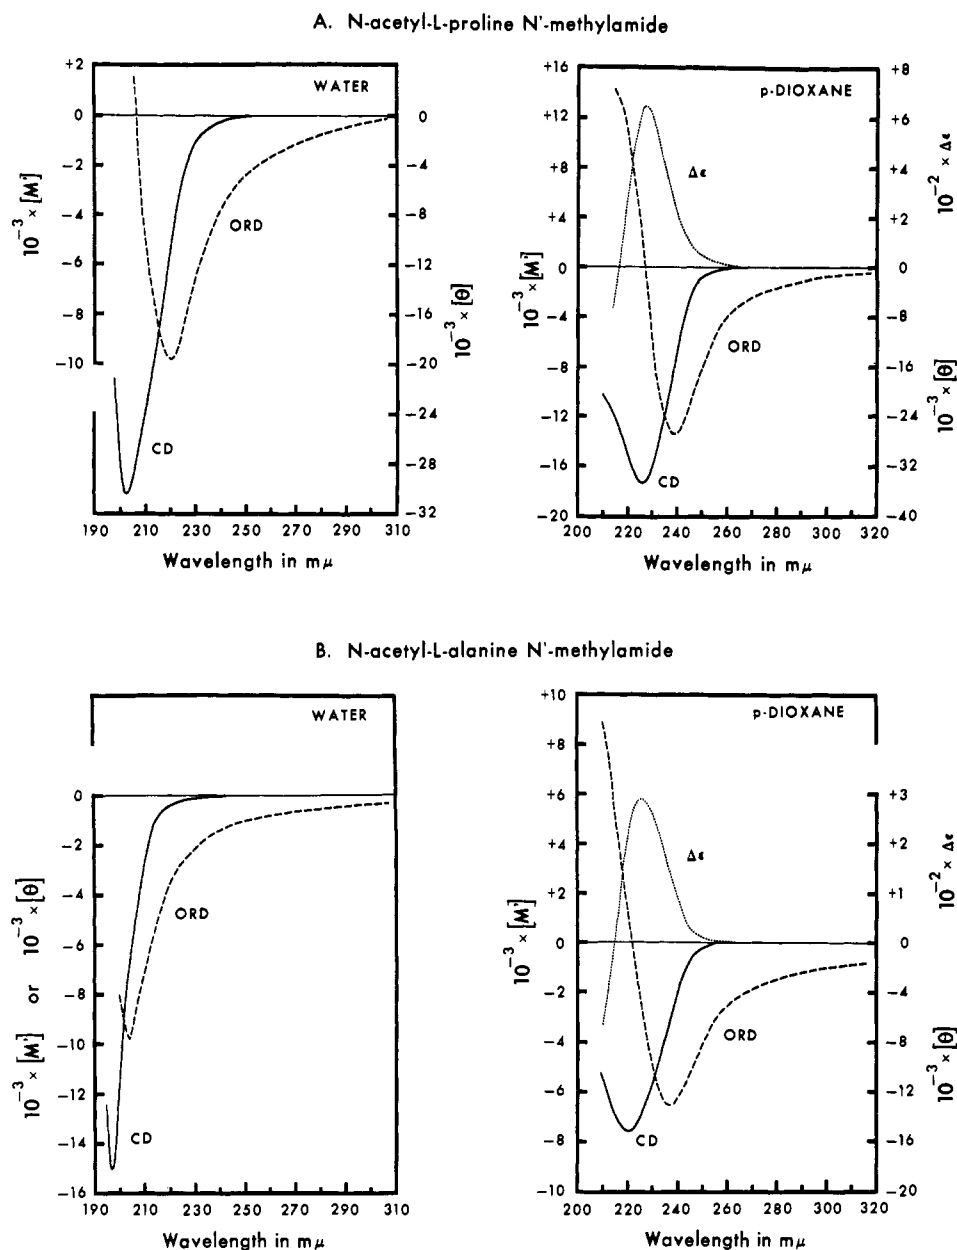 A. N-acetyl-L-proline N'-methylamide
WATER
+2
0
−2
−4
−6
−8
−10
10⁻³ × [M']
0
−4
−8
−12
−16
−20
−24
−28
−32
10⁻³ × [θ]
ORD
CD
190 210 230 250 270 290 310
Wavelength in mμ
p-DIOXANE
+16
+12
+8
+4
0
−4
−8
−12
−16
−20
10⁻³ × [M']
+8
+6
+4
+2
0
−8
−16
−24
−32
−40
10⁻² × Δε
10⁻³ × [θ]
Δε
ORD
CD
200 220 240 260 280 300 320
Wavelength in mμ
B. N-acetyl-L-alanine N'-methylamide
WATER
0
−2
−4
−6
−8
−10
−12
−14
−16
10⁻³ × [M'] or 10⁻³ × [θ]
ORD
CD
190 210 230 250 270 290 310
Wavelength in mμ
p-DIOXANE
+10
+8
+6
+4
+2
0
−2
−4
−6
−8
−10
10⁻³ × [M']
+3
+2
+1
0
−4
−8
−12
−16
−20
10⁻² × Δε
10⁻³ × [θ]
Δε
ORD
CD
200 220 240 260 280 300 320
Wavelength in mμ